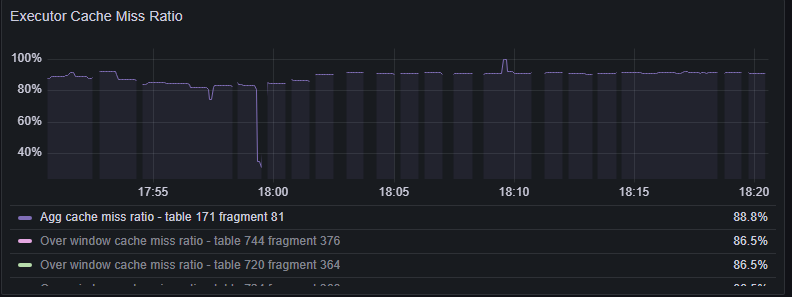 Executor Cache Miss Ratio
100%
80%
60%
40%
17:55 18:00 18:05 18:10 18:15 18:20
Agg cache miss ratio - table 171 fragment 81 88.8%
Over window cache miss ratio - table 744 fragment 376 86.5%
Over window cache miss ratio - table 720 fragment 364 86.5%